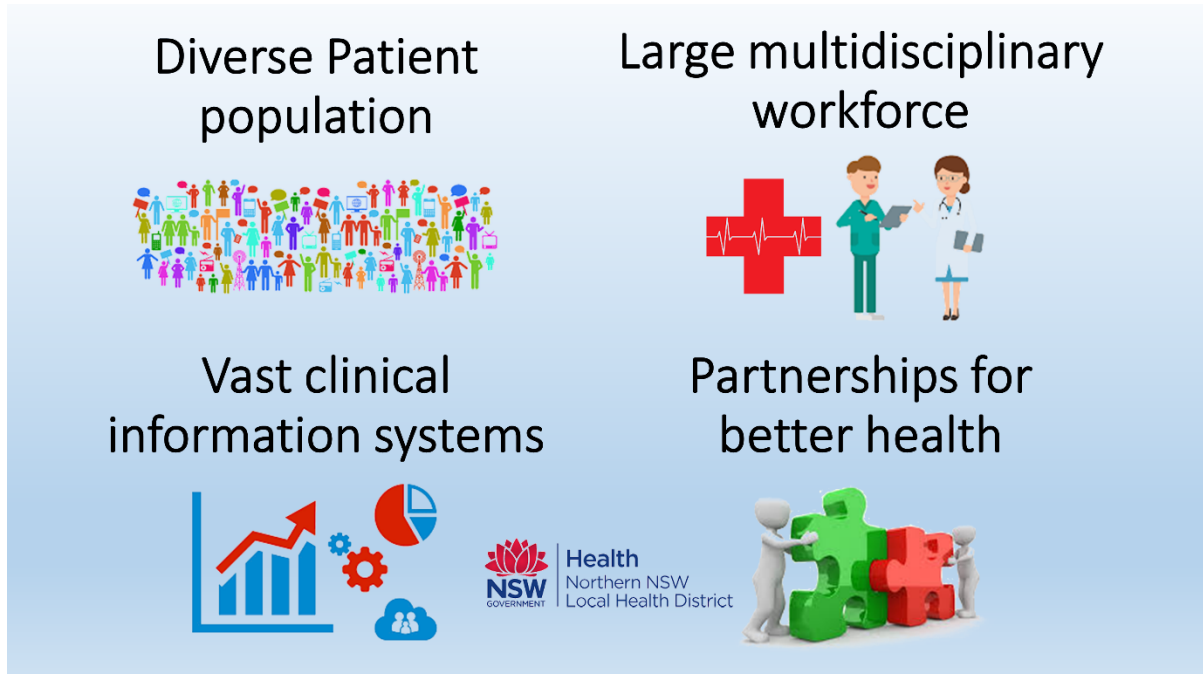 Diverse Patient
population
Large multidisciplinary
workforce
Vast clinical
information systems
Partnerships for
better health
NSW
GOVERNMENT
Health
Northern NSW
Local Health District